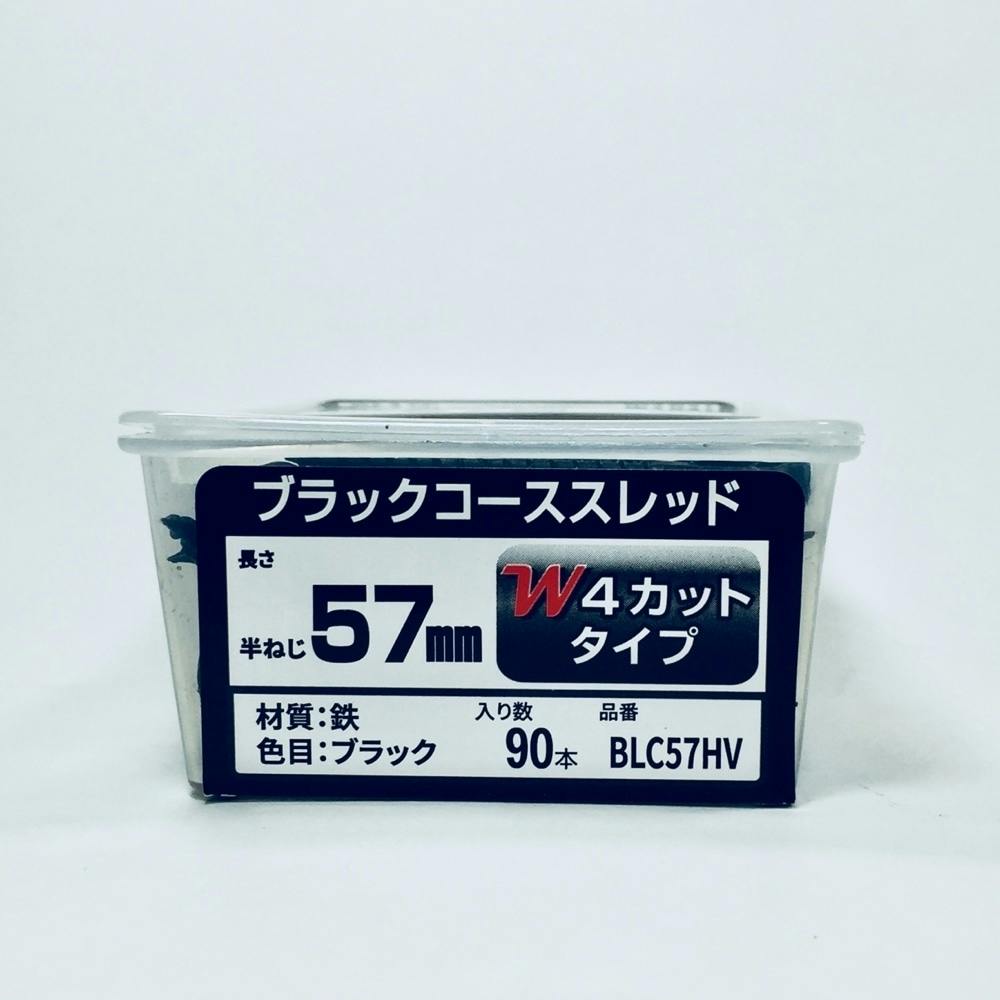 ブラックコーススレッド
長さ
半ねじ 57mm
W4カット
タイプ
材質:鉄
色目:ブラック
入り数
90本
品番
BLC57HV